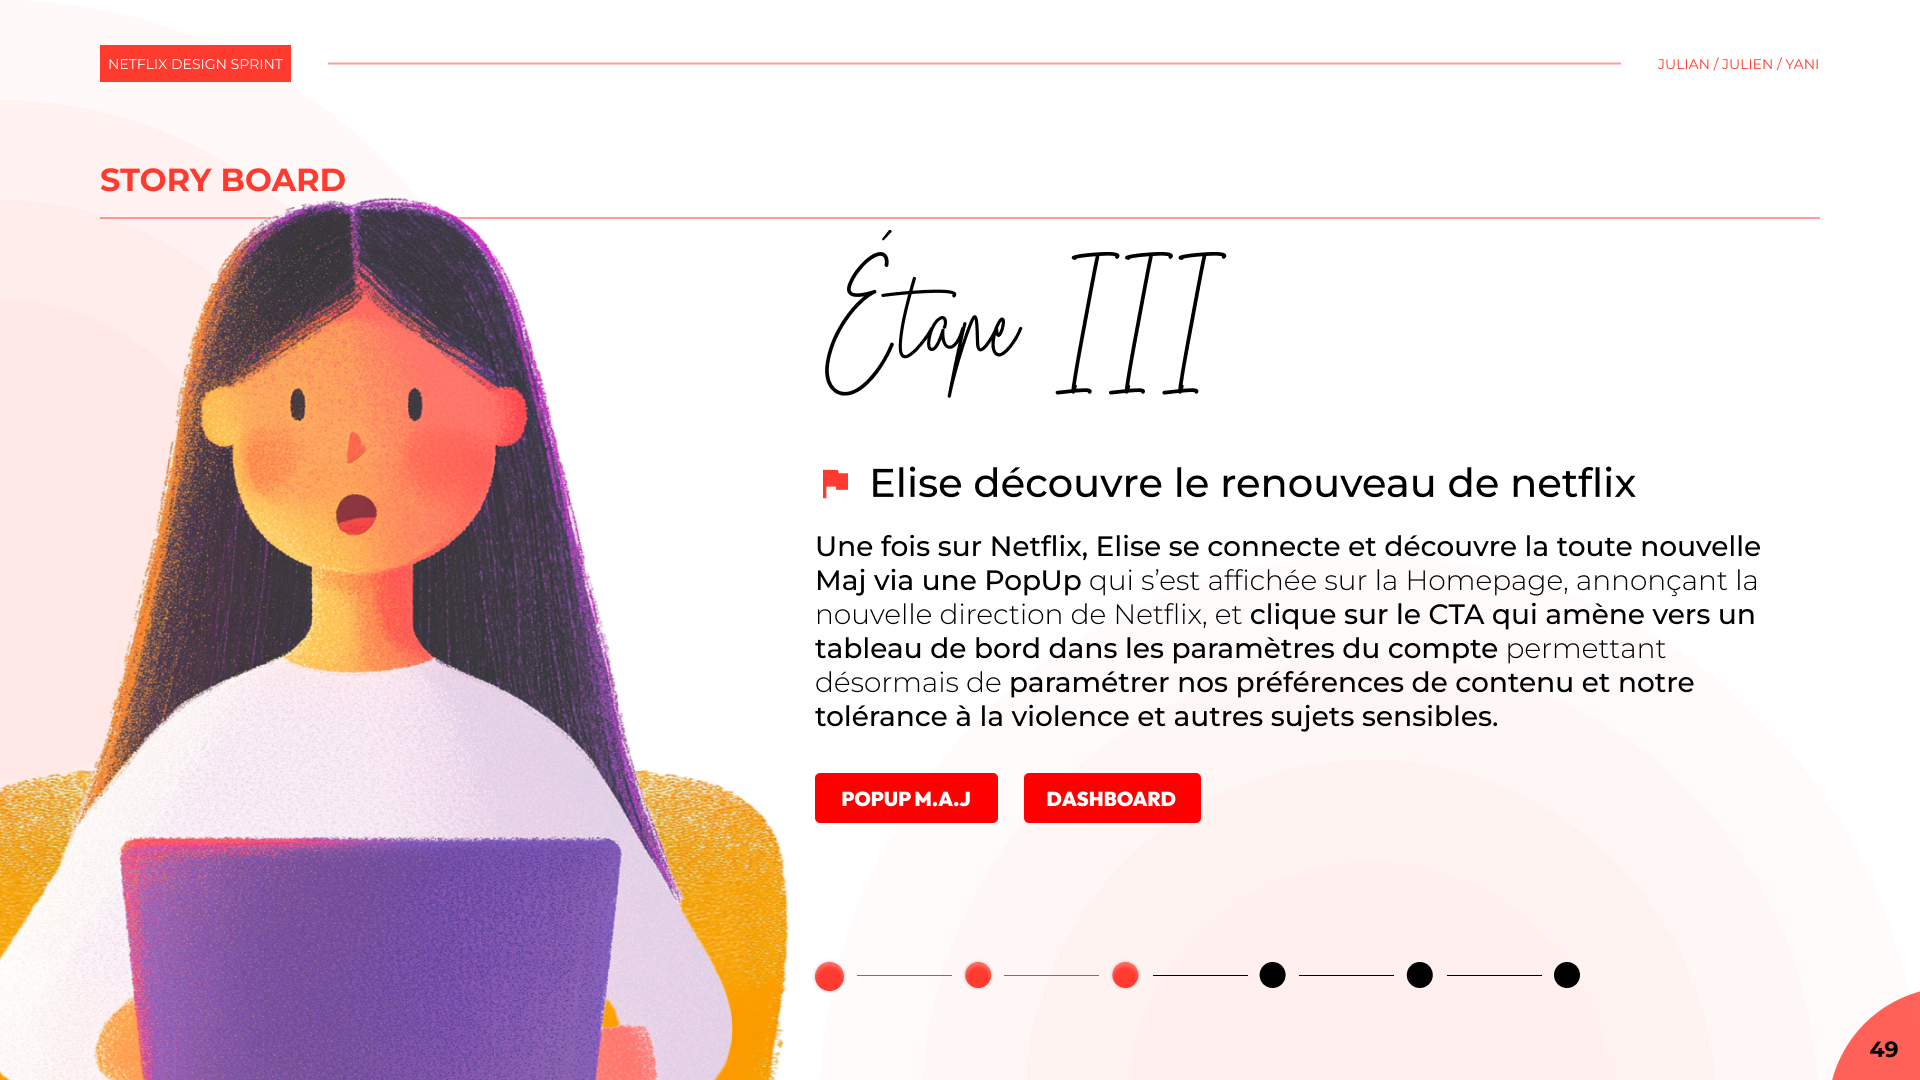 NETFLIX DESIGN SPRINT
JULIAN / JULIEN / YANI
STORY BOARD
Étape III
Elise découvre le renouveau de netflix
Une fois sur Netflix, Elise se connecte et découvre la toute nouvelle
Maj via une PopUp qui s’est affichée sur la Homepage, annonçant la
nouvelle direction de Netflix, et clique sur le CTA qui amène vers un
tableau de bord dans les paramètres du compte permettant
désormais de paramétrer nos préférences de contenu et notre
tolérance à la violence et autres sujets sensibles.
POPUP M.A.J
DASHBOARD
49